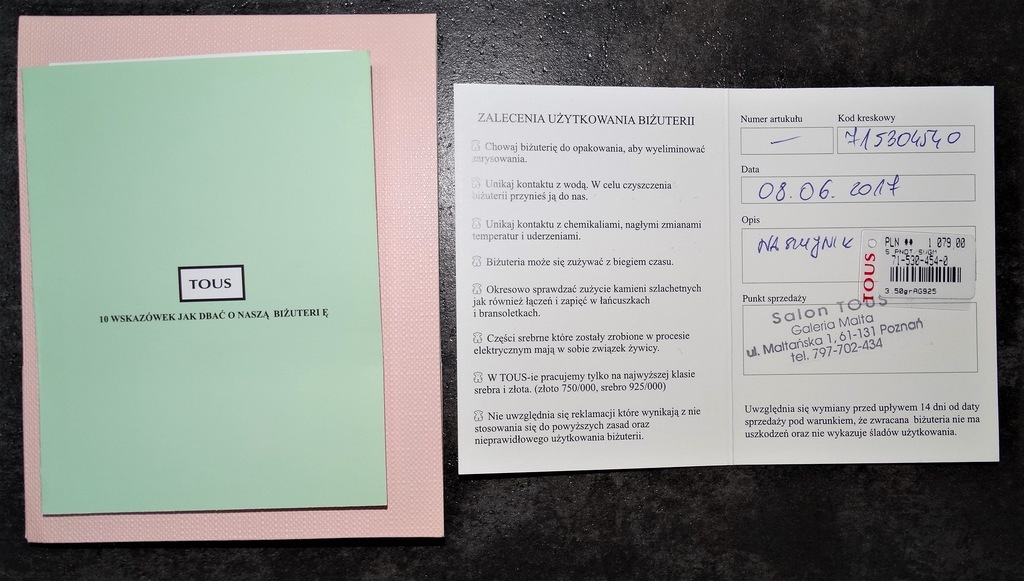 TOUS
10 WSKAZÓWEK JAK DBAĆ O NASZĄ BIŻUTERI Ę
ZALECENIA UŻYTKOWANIA BIŻUTERII
Chowaj biżuterię do opakowania, aby wyeliminować
zarysowania.
Unikaj kontaktu z wodą. W celu czyszczenia
biżuterii przynieś ją do nas.
Unikaj kontaktu z chemikaliami, nagłymi zmianami
temperatur i uderzeniami.
Biżuteria może się zużywać z biegiem czasu.
Okresowo sprawdzać zużycie kamieni szlachetnych
jak również łączeń i zapięć w łańcuszkach
i bransoletkach.
Części srebrne które zostały zrobione w procesie
elektrycznym mają w sobie związek żywicy.
W TOUS-ie pracujemy tylko na najwyższej klasie
srebra i złota. (złoto 750/000, srebro 925/000)
Nie uwzględnia się reklamacji które wynikają z nie
stosowania się do powyższych zasad oraz
nieprawidłowego użytkowania biżuterii.
Numer artukułu
Kod kreskowy
—
715304540
Data
08.06.2017
Opis
NASZYJNIK
TOUS
PLN ** 1 079,00
71-530-454-0
3.50grAG925
Punkt sprzedaży
Salon TOUS
Galeria Malta
ul. Maltańska 1, 61-131 Poznań
tel. 797-702-434
Uwzględnia się wymiany przed upływem 14 dni od daty
sprzedaży pod warunkiem, że zwracana biżuteria nie ma
uszkodzeń oraz nie wykazuje śladów użytkowania.